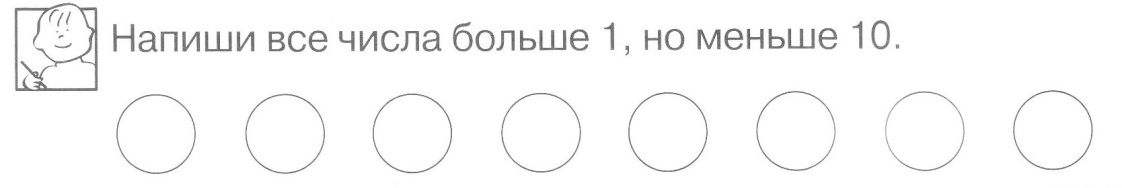 Напиши все числа больше 1, но меньше 10.